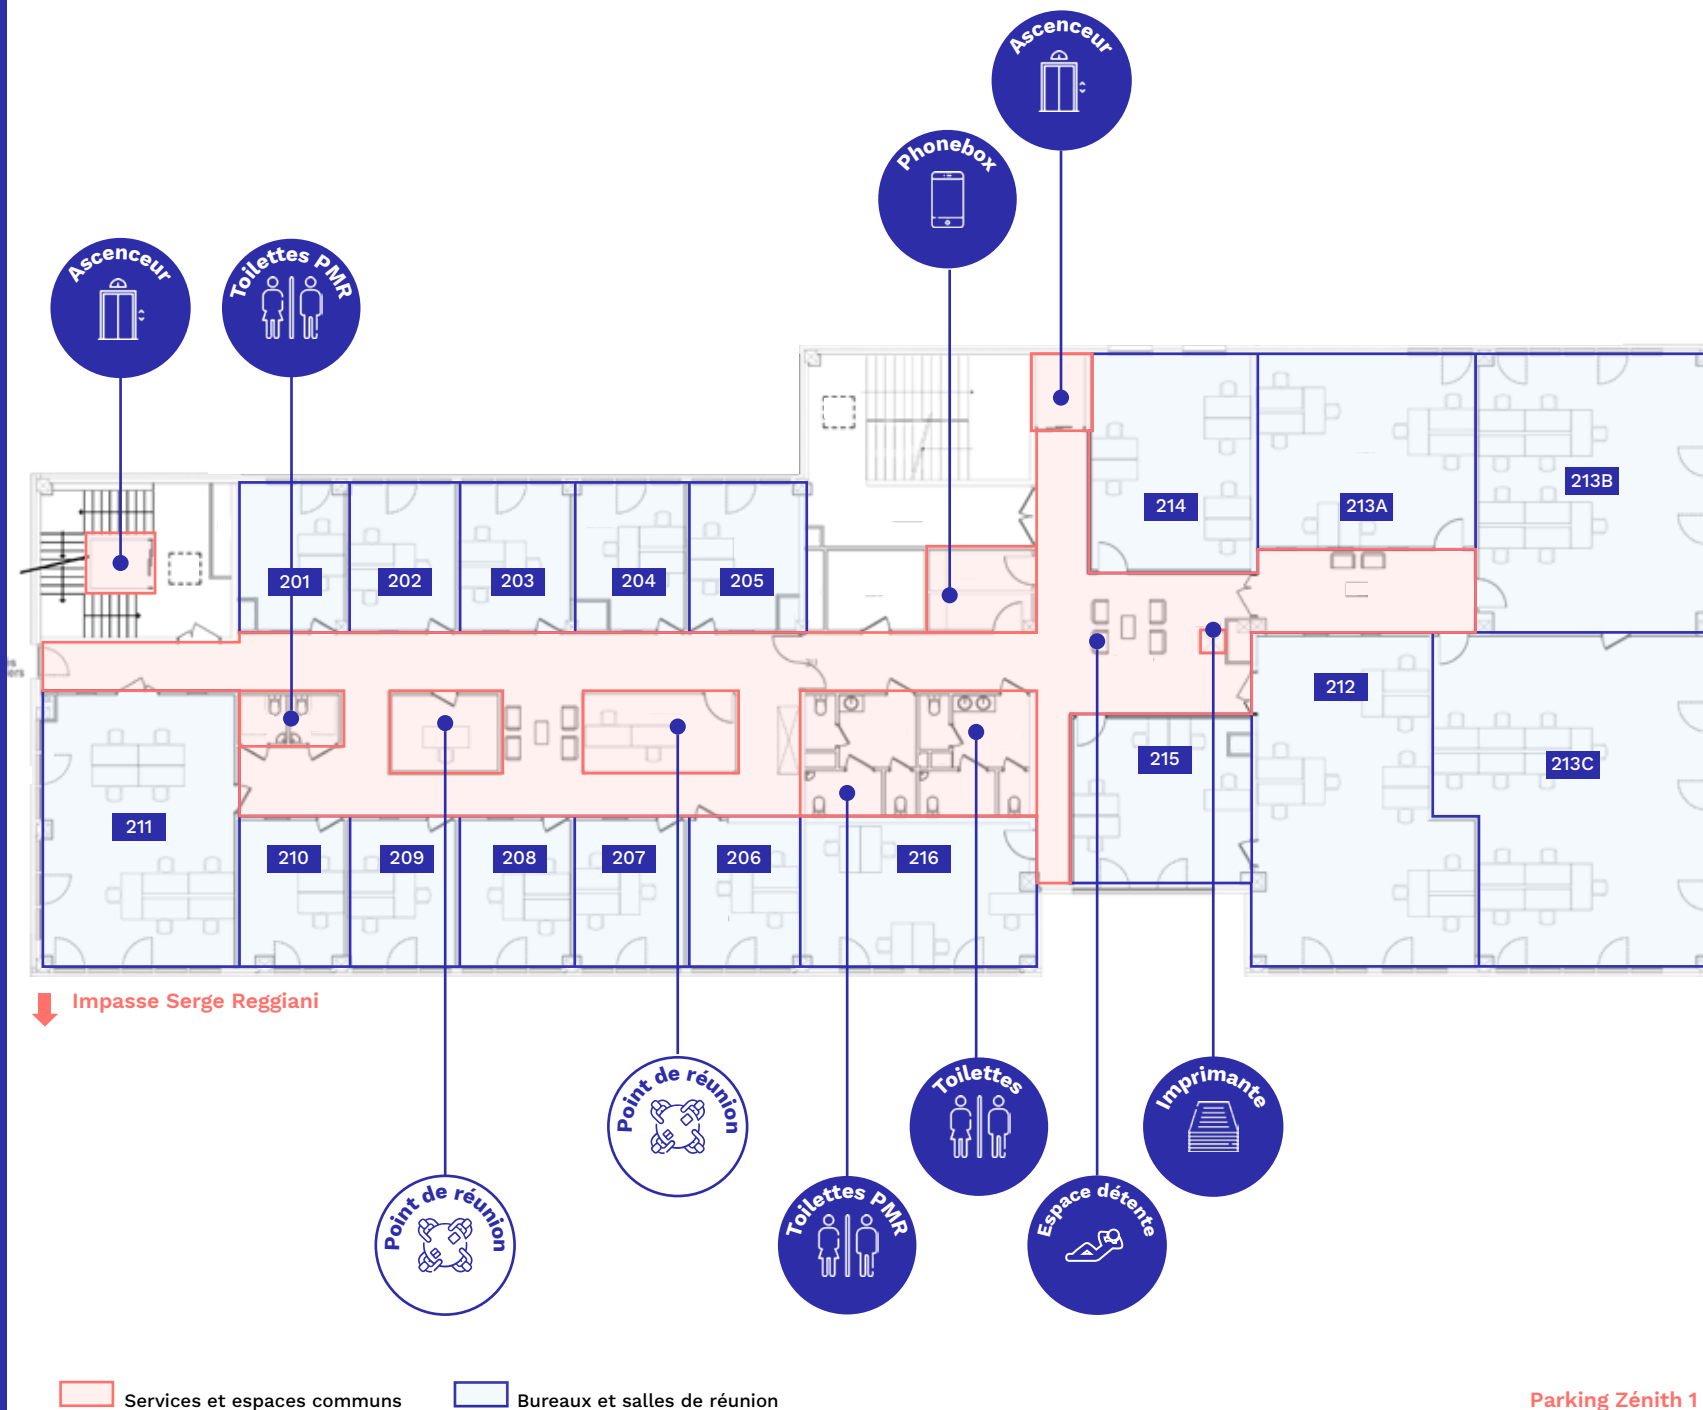 Ascenceur
Phonebox
Ascenceur
Toilettes PMR
214
213A
213B
201
202
203
204
205
212
215
213C
211
210
209
208
207
206
216
Impasse Serge Reggiani
Point de réunion
Toilettes
Imprimante
Point de réunion
Toilettes PMR
Espace détente
Services et espaces communs
Bureaux et salles de réunion
Parking Zénith 1